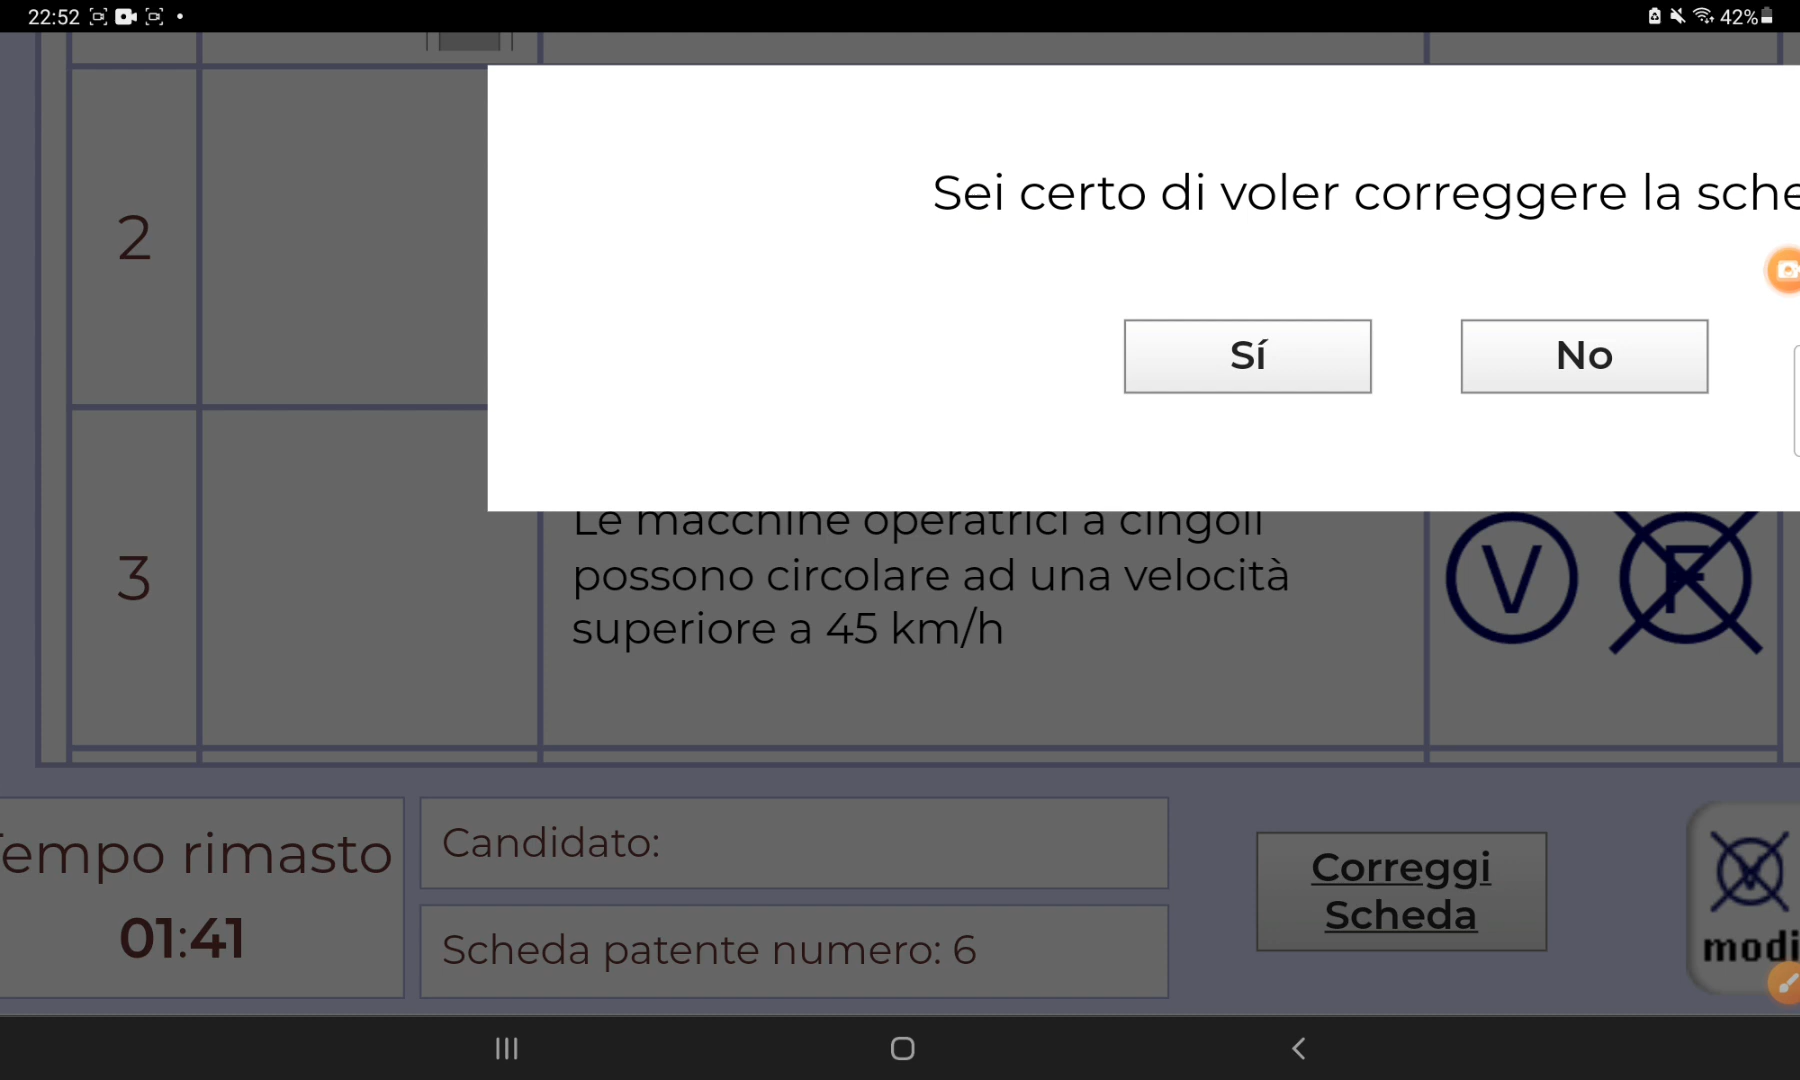 22:52
42%
2
Sei certo di voler correggere la sche
Sí
No
3
Le macchine operatrici a cingoli
possono circolare ad una velocità
superiore a 45 km/h
V
F
empo rimasto
01:41
Candidato:
Scheda patente numero: 6
Correggi
Scheda
V
modi